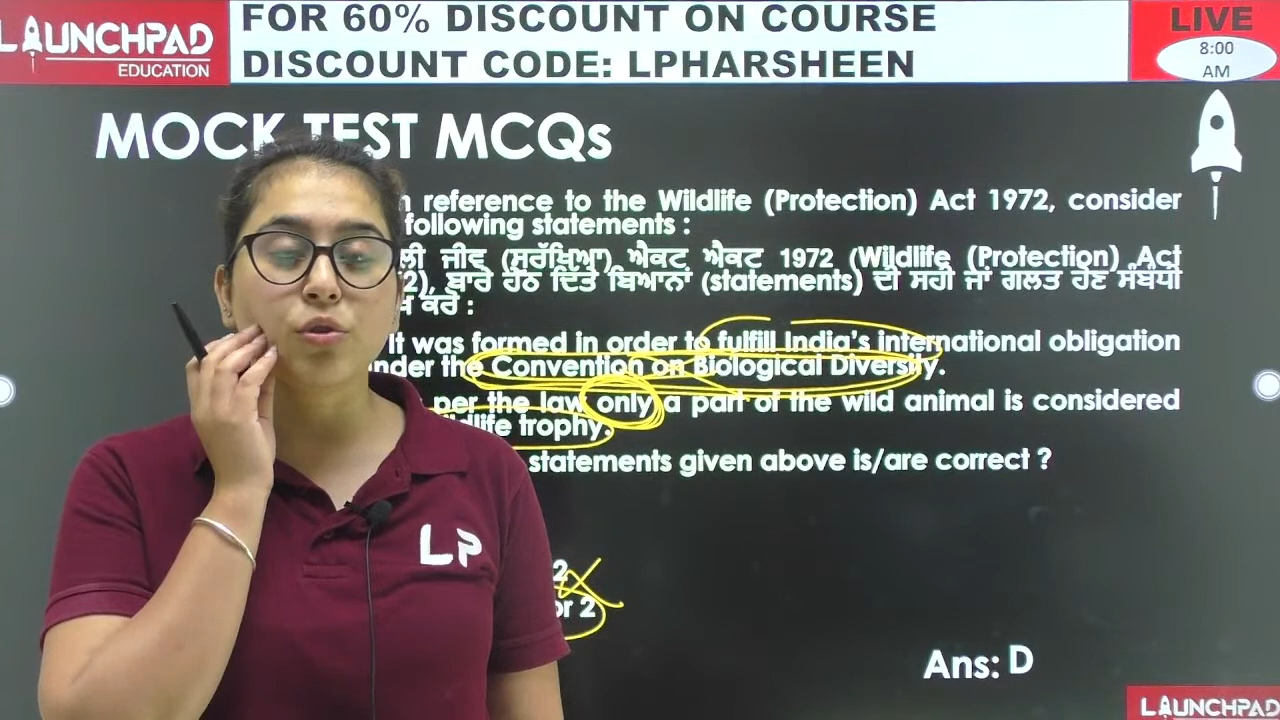 LAUNCHPAD
EDUCATION
FOR 60% DISCOUNT ON COURSE
DISCOUNT CODE: LPHARSHEEN
LIVE
8:00
AM
MOCK TEST MCQs
reference to the Wildlife (Protection) Act 1972, consider
following statements :
ਜੀਵ (ਸੁਰੱਖਿਆ) ਐਕਟ ਐਕਟ 1972 (Wildlife (Protection) Act
ਬਾਰੇ ਹੇਠ ਦਿੱਤੇ ਬਿਆਨਾਂ (statements) ਦੀ ਸਹੀ ਜਾਂ ਗਲਤ ਹੋਣ ਸੰਬੰਧੀ
ਕਰੋ :
It was formed in order to fulfill India's international obligation
under the Convention on Biological Diversity.
per the law only a part of the wild animal is considered
wildlife trophy.
statements given above is/are correct ?
2
or 2
Ans: D
LP
LAUNCHPAD